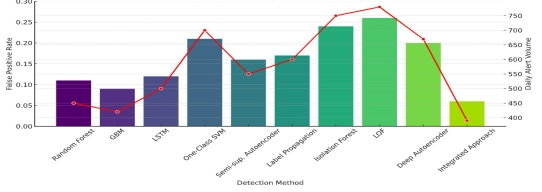 0.30
0.25
0.20
0.15
0.10
0.05
0.00
False Positive Rate
750
700
650
600
550
500
450
400
Daily Alert Volume
Random Forest
GBM
LSTM
One-Class SVM
Semi-sup. Autoencoder
Label Propagation
Isolation Forest
LOF
Deep Autoencoder
Integrated Approach
Detection Method